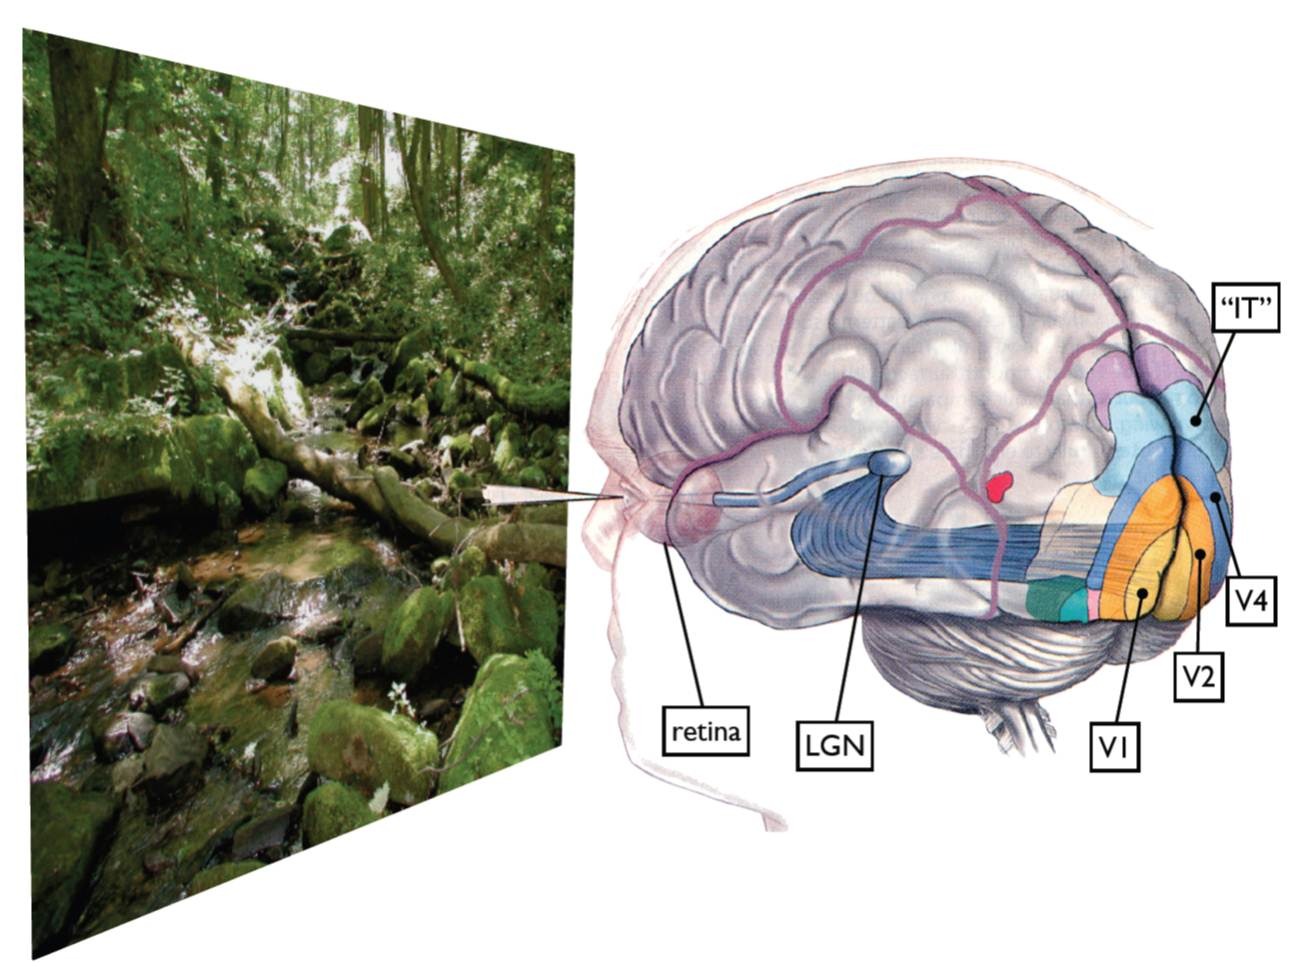 “IT”
V4
V2
retina
LGN
V1